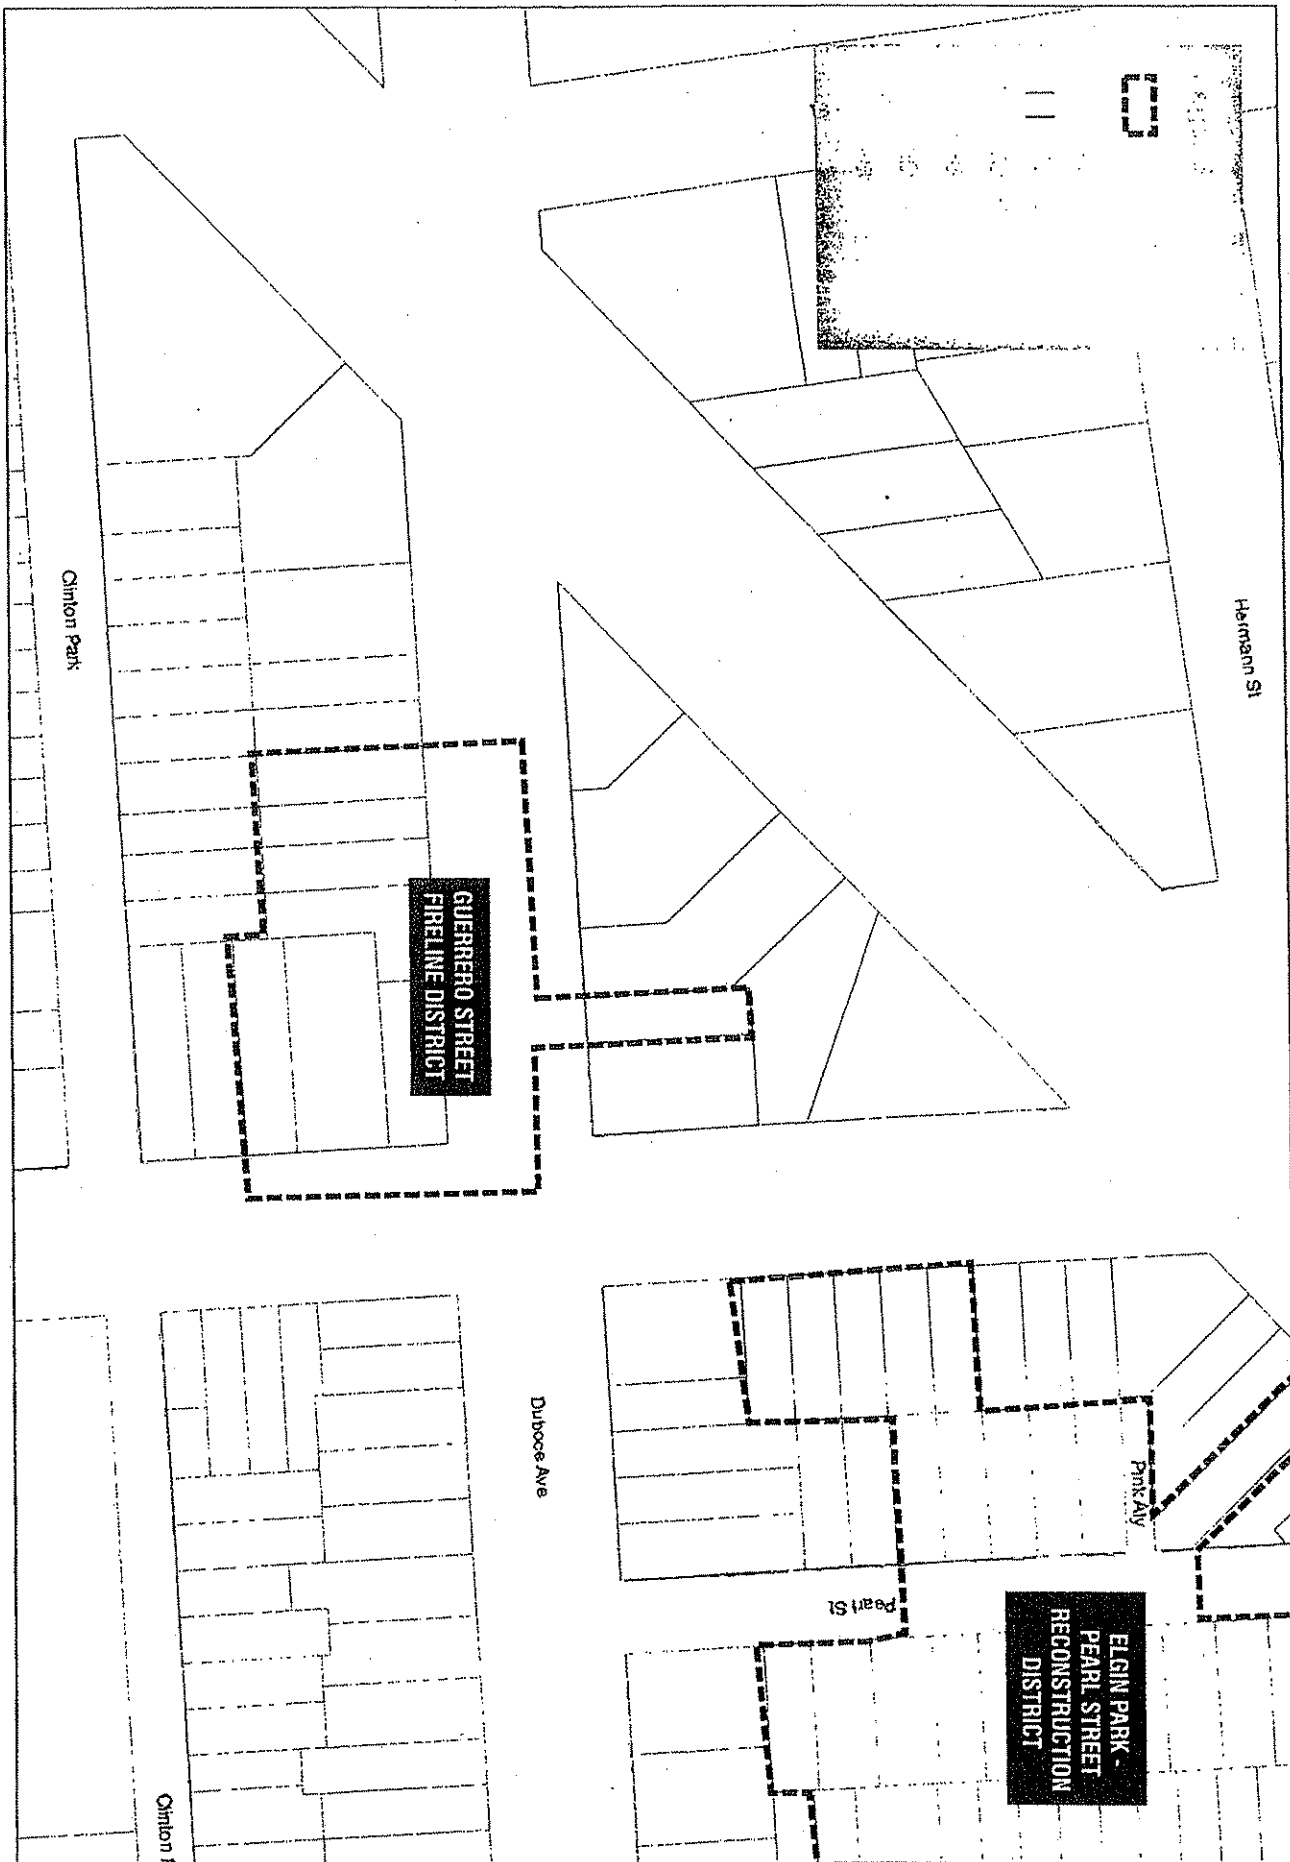 Hermann St
Clinton Park
GUERRERO STREET
FIRELINE DISTRICT
Duboce Ave
Pink Aly
Pearl St
ELGIN PARK -
PEARL STREET
RECONSTRUCTION
DISTRICT
Clinton